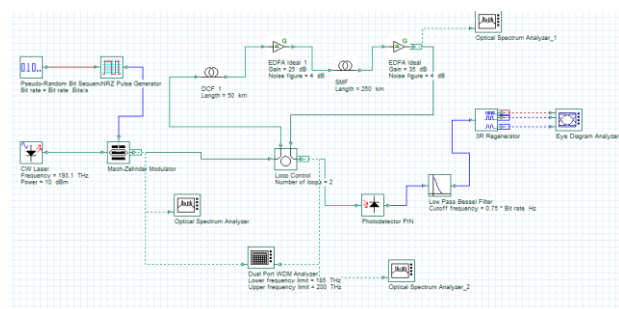 Optical Spectrum Analyzer_1
EDFA Ideal 1
Gain = 25 dB
Noise figure = 4 dB
EDFA Ideal
Gain = 35 dB
Noise figure = 4 dB
Pseudo-Random Bit Sequen
NRZ Pulse Generator
Bit rate = Bit rate Bits/s
DCF 1
Length = 50 km
SMF
Length = 250 km
3R Ragenerator
Eye Diagram Analyzer
CW Laser
Frequency = 193.1 THz
Power = 10 dBm
Mach-Zehnder Modulator
Loop Control
Number of loops = 2
Low Pass Bessel Filter
Cutoff frequency = 0.75 * Bit rate Hz
Optical Spectrum Analyzer
Photodetector PIN
Dual Port WDM Analyzer
Lower frequency limit = 185 THz
Upper frequency limit = 200 THz
Optical Spectrum Analyzer_2